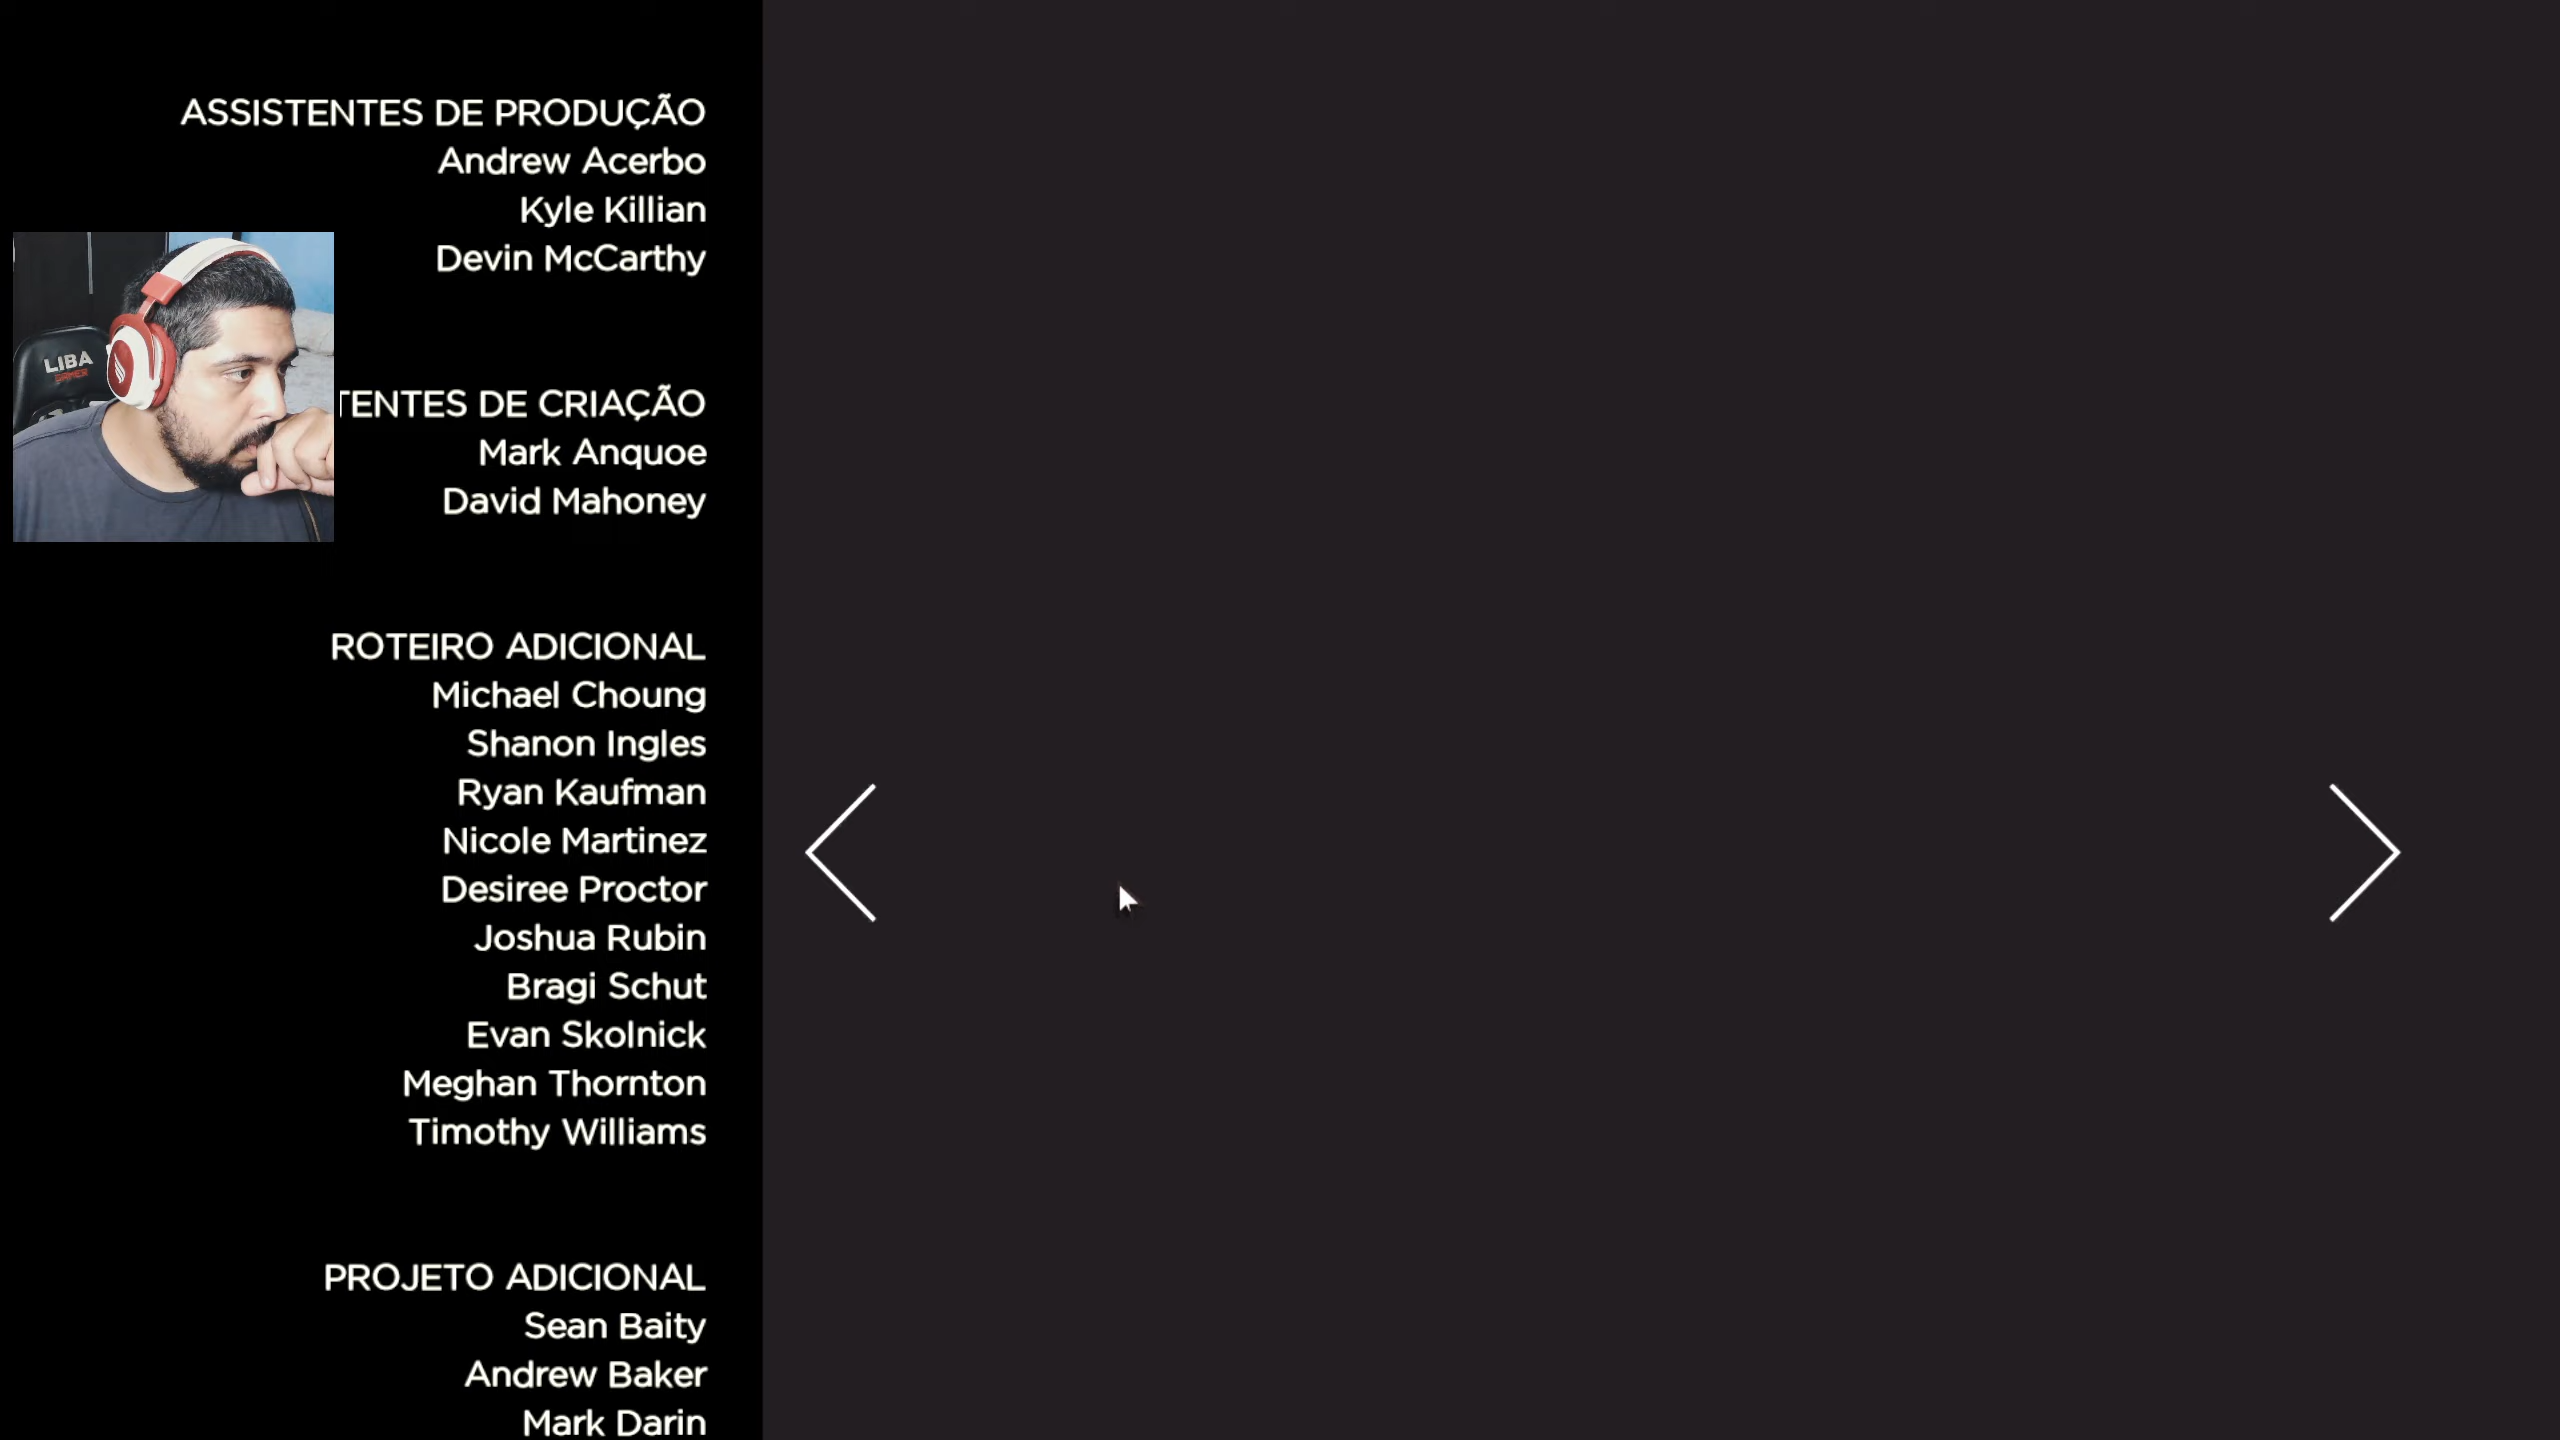 ASSISTENTES DE PRODUÇÃO
Andrew Acerbo
Kyle Killian
Devin McCarthy
LIBA
GAMER
TENTES DE CRIAÇÃO
Mark Anquoe
David Mahoney
ROTEIRO ADICIONAL
Michael Choung
Shanon Ingles
Ryan Kaufman
Nicole Martinez
Desiree Proctor
Joshua Rubin
Bragi Schut
Evan Skolnick
Meghan Thornton
Timothy Williams
PROJETO ADICIONAL
Sean Baity
Andrew Baker
Mark Darin